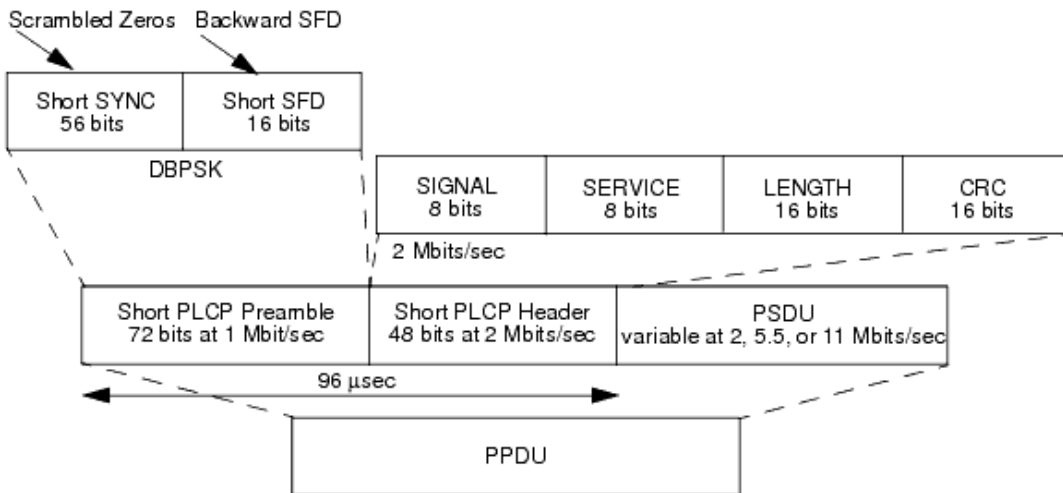 Scrambled Zeros
Backward SFD
Short SYNC
56 bits
Short SFD
16 bits
DBPSK
SIGNAL
8 bits
SERVICE
8 bits
LENGTH
16 bits
CRC
16 bits
2 Mbits/sec
Short PLCP Preamble
72 bits at 1 Mbit/sec
Short PLCP Header
48 bits at 2 Mbits/sec
PSDU
variable at 2, 5.5, or 11 Mbits/sec
96 μsec
PPDU